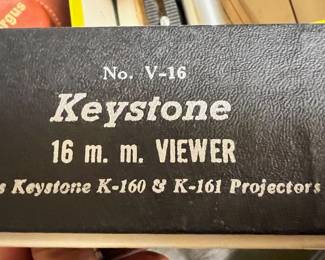 No. V-16
Keystone
16 m. m. VIEWER
s Keystone K-160 & K-161 Projectors